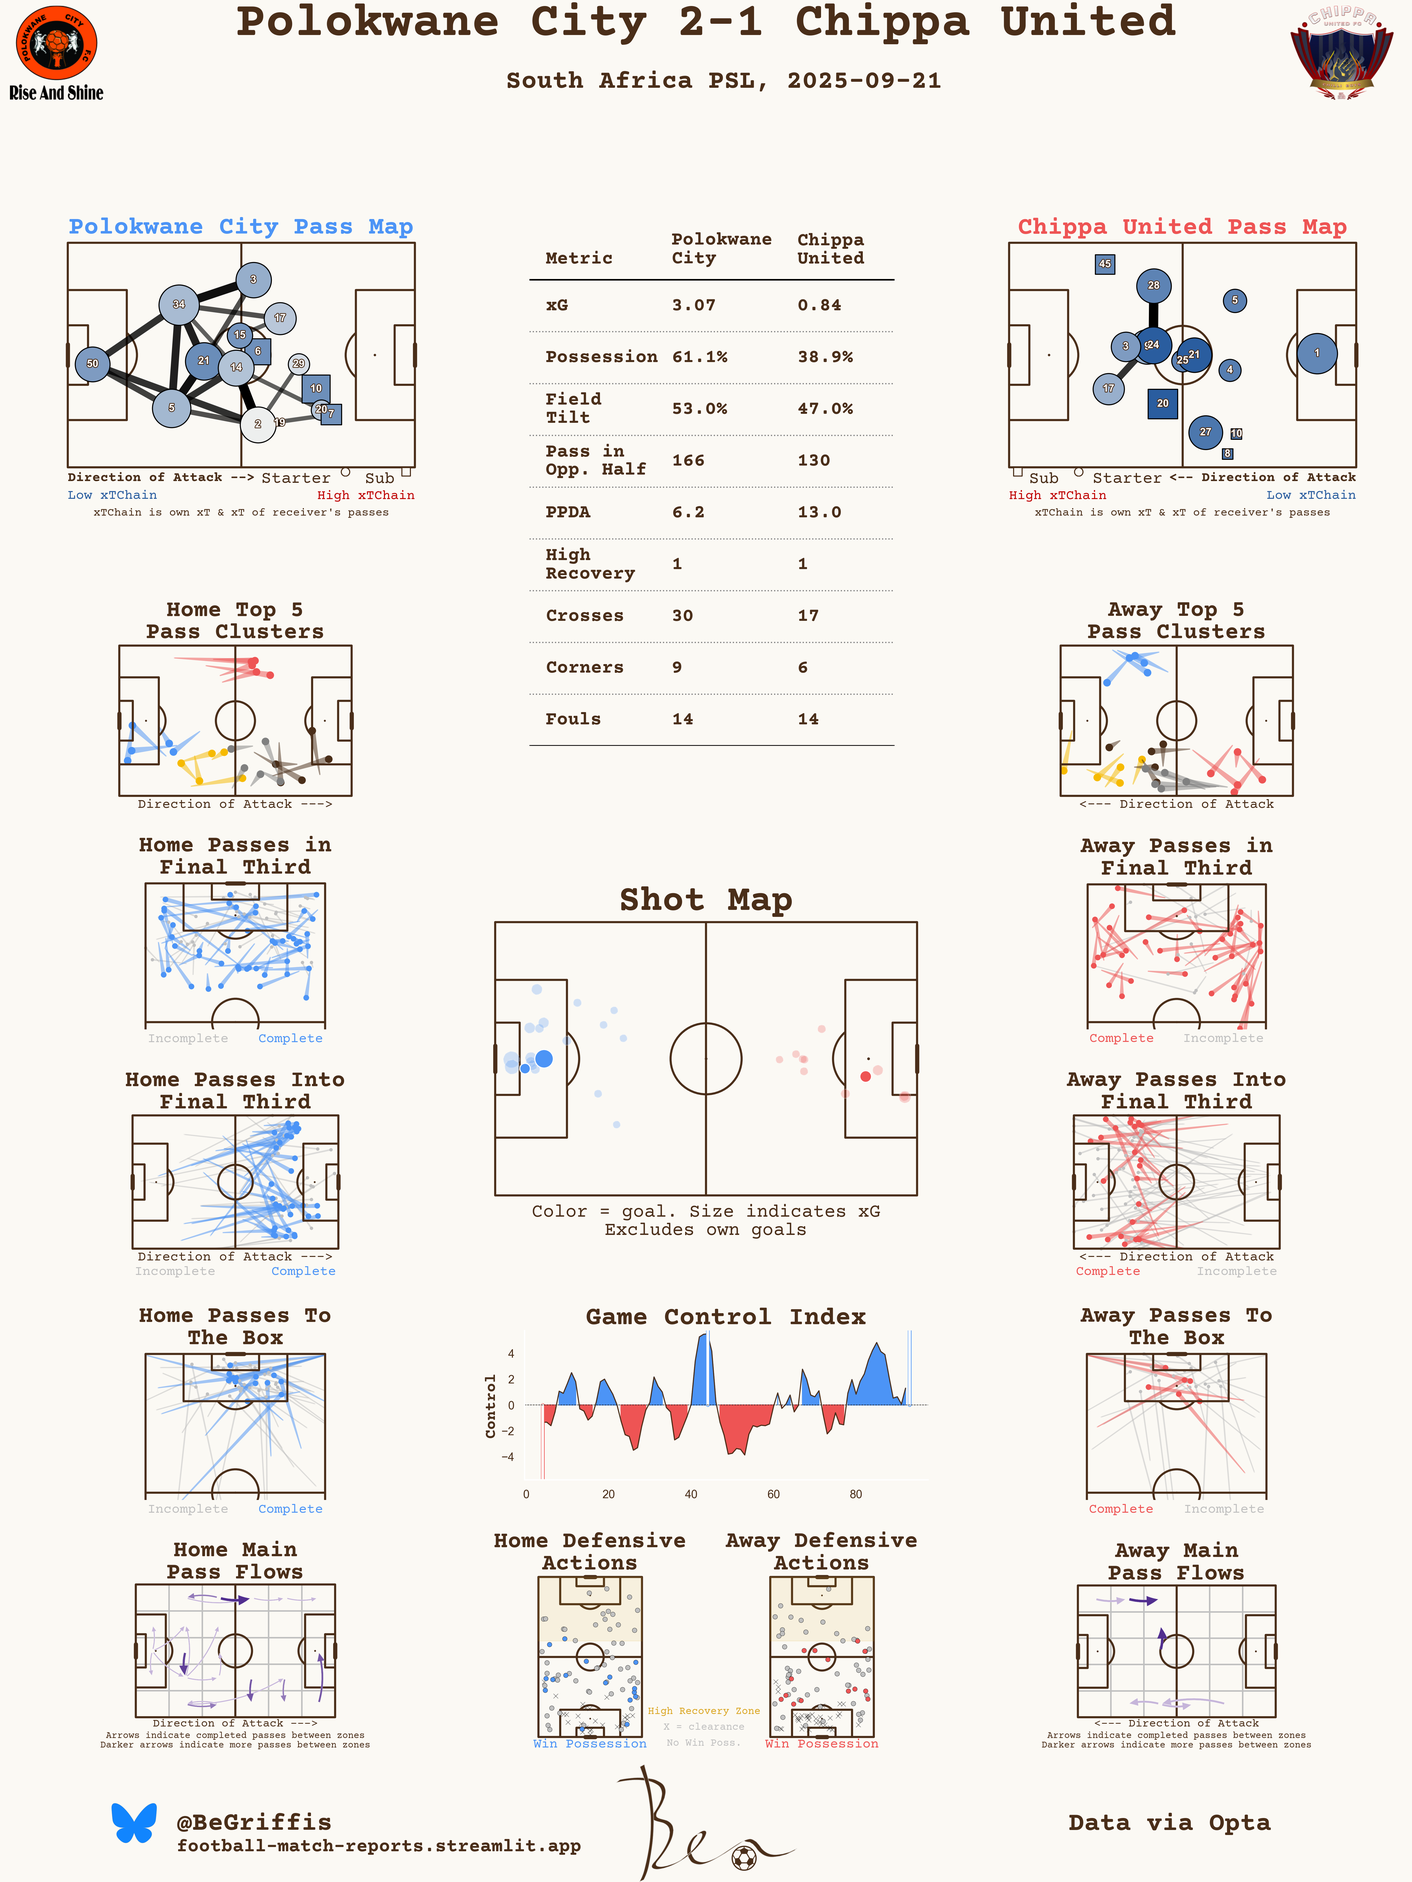 Polokwane City 2-1 Chippa United
South Africa PSL, 2025-09-21
POLOKWANE CITY F.C
Rise And Shine
CHIPPA
UNITED FC
Polokwane City Pass Map
3
34
17
15
6
50
21
14
29
10
5
20
7
2
19
Direction of Attack --> Starter Sub
Low xTChain High xTChain
xTChain is own xT & xT of receiver's passes
Metric Polokwane City Chippa United
xG 3.07 0.84
Possession 61.1% 38.9%
Field Tilt 53.0% 47.0%
Pass in Opp. Half 166 130
PPDA 6.2 13.0
High Recovery 1 1
Crosses 30 17
Corners 9 6
Fouls 14 14
Chippa United Pass Map
45
28
5
3
24
21
25
1
4
17
20
27
10
8
Sub Starter <-- Direction of Attack
High xTChain Low xTChain
xTChain is own xT & xT of receiver's passes
Home Top 5
Pass Clusters
Direction of Attack --->
Away Top 5
Pass Clusters
<--- Direction of Attack
Home Passes in
Final Third
Incomplete Complete
Away Passes in
Final Third
Complete Incomplete
Shot Map
Color = goal. Size indicates xG
Excludes own goals
Home Passes Into
Final Third
Direction of Attack --->
Incomplete Complete
Away Passes Into
Final Third
<--- Direction of Attack
Complete Incomplete
Home Passes To
The Box
Incomplete Complete
Game Control Index
Control
4
2
0
−2
−4
0 20 40 60 80
Away Passes To
The Box
Complete Incomplete
Home Main
Pass Flows
Direction of Attack --->
Arrows indicate completed passes between zones
Darker arrows indicate more passes between zones
Home Defensive
Actions
Win Possession
Away Defensive
Actions
Win Possession
High Recovery Zone
X = clearance
No Win Poss.
Away Main
Pass Flows
<--- Direction of Attack
Arrows indicate completed passes between zones
Darker arrows indicate more passes between zones
@BeGriffis
football-match-reports.streamlit.app
Ben
Data via Opta